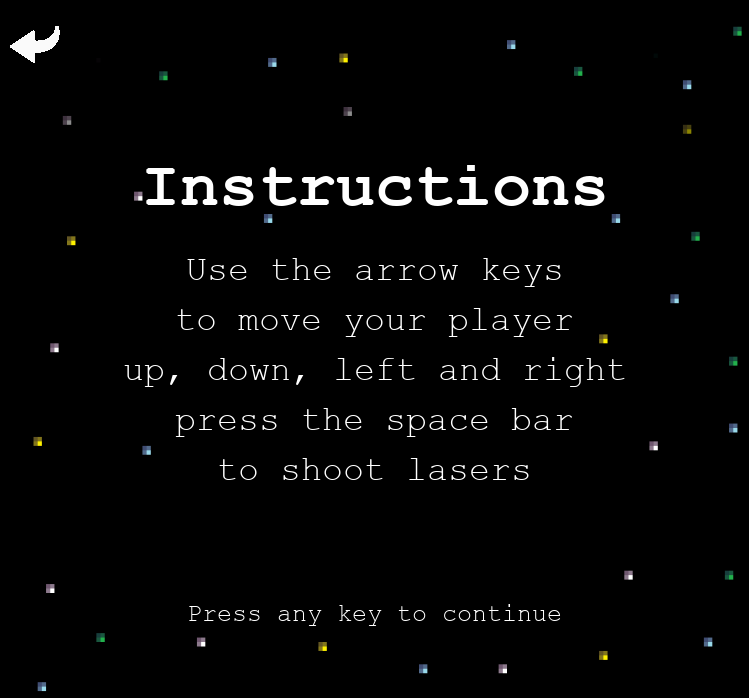 Instructions
Use the arrow keys
to move your player
up, down, left and right
press the space bar
to shoot lasers
Press any key to continue